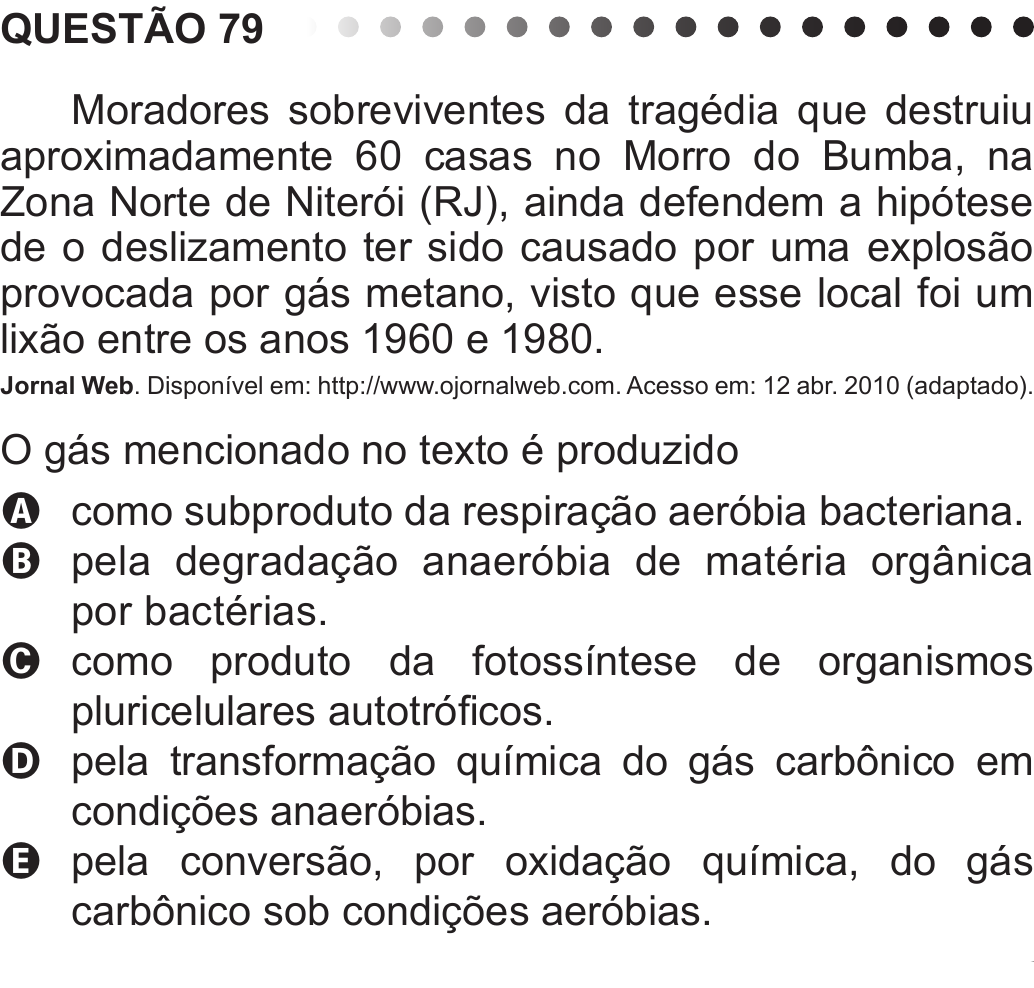 QUESTÃO 79
Moradores sobreviventes da tragédia que destruiu
aproximadamente 60 casas no Morro do Bumba, na
Zona Norte de Niterói (RJ), ainda defendem a hipótese
de o deslizamento ter sido causado por uma explosão
provocada por gás metano, visto que esse local foi um
lixão entre os anos 1960 e 1980.
Jornal Web. Disponível em: http://www.ojornalweb.com. Acesso em: 12 abr. 2010 (adaptado).
O gás mencionado no texto é produzido
A como subproduto da respiração aeróbia bacteriana.
B pela degradação anaeróbia de matéria orgânica
por bactérias.
C como produto da fotossíntese de organismos
pluricelulares autotróficos.
D pela transformação química do gás carbônico em
condições anaeróbias.
E pela conversão, por oxidação química, do gás
carbônico sob condições aeróbias.